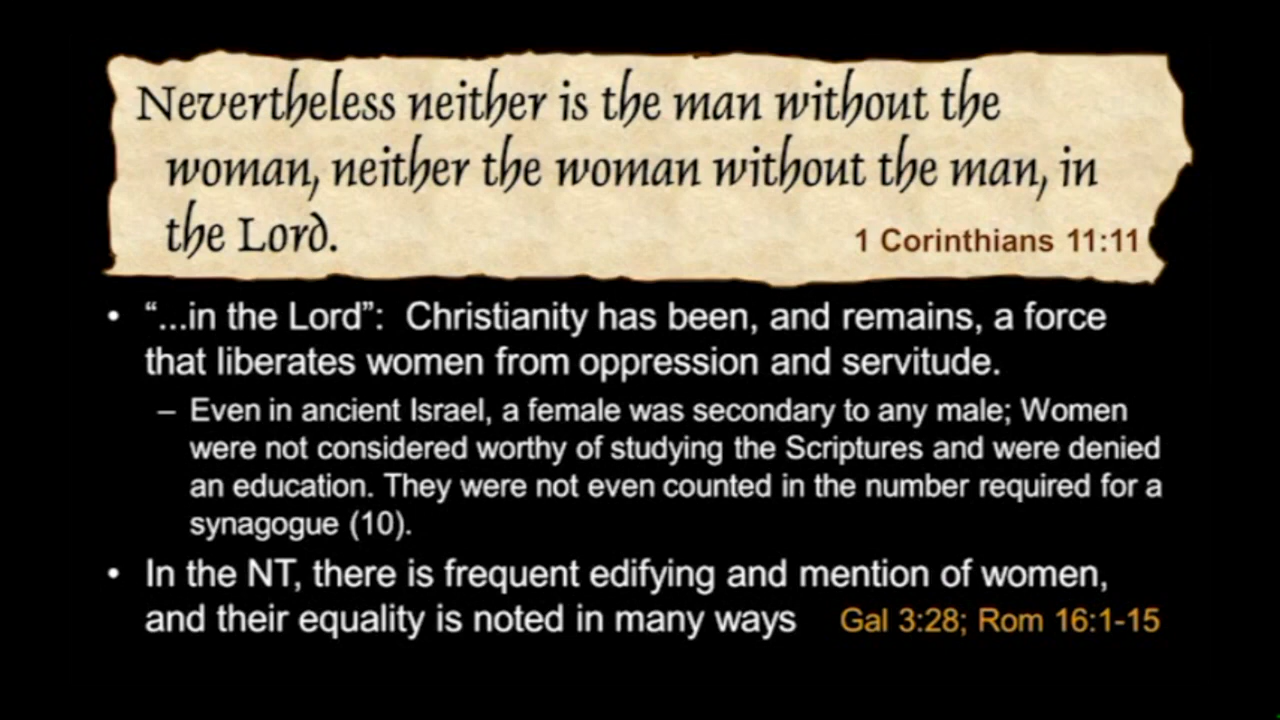 Nevertheless neither is the man without the
woman, neither the woman without the man, in
the Lord.
1 Corinthians 11:11
• “...in the Lord”: Christianity has been, and remains, a force
that liberates women from oppression and servitude.
– Even in ancient Israel, a female was secondary to any male; Women
were not considered worthy of studying the Scriptures and were denied
an education. They were not even counted in the number required for a
synagogue (10).
• In the NT, there is frequent edifying and mention of women,
and their equality is noted in many ways Gal 3:28; Rom 16:1-15